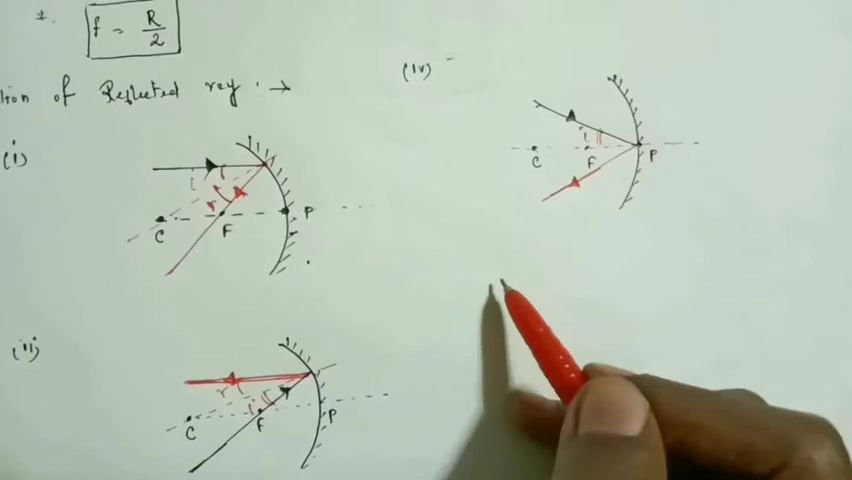 *. f = R/2
tion of Reflected ray : →
(i)
i r
r
C F P
(ii)
r i
C F P
(iv)
i
C F P